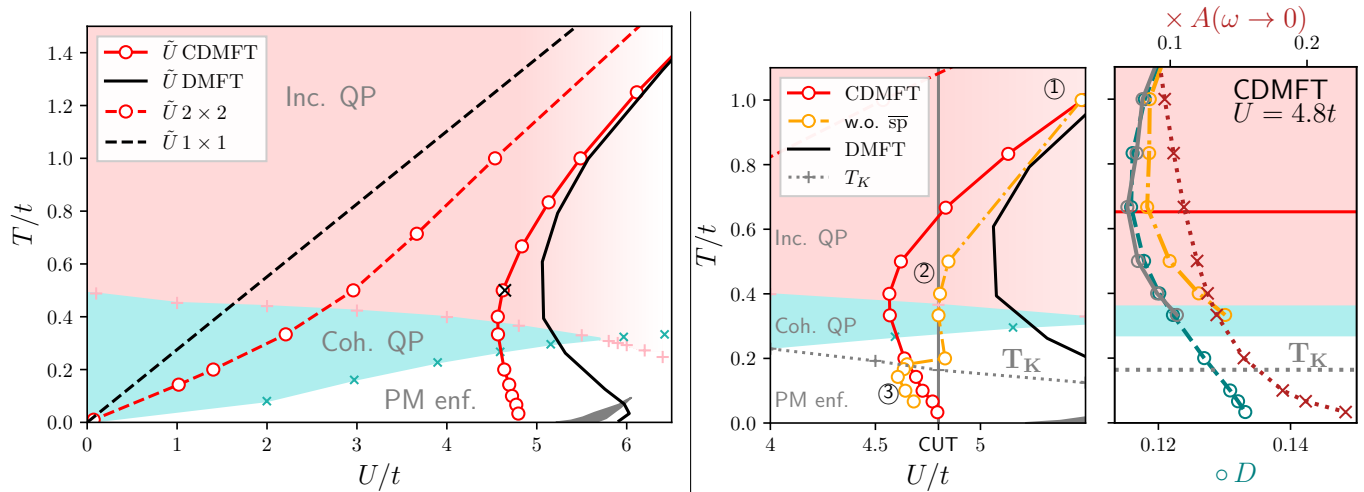 1.4
1.2
1.0
0.8
0.6
0.4
0.2
0.0
T/t
0 1 2 3 4 5 6
U/t
Ũ CDMFT
Ũ DMFT
Ũ 2 × 2
Ũ 1 × 1
Inc. QP
Coh. QP
PM enf.
1.0
0.8
0.6
0.4
0.2
0.0
T/t
4 4.5 CUT 5
U/t
CDMFT
w.o. s̅p̅
DMFT
T_K
①
②
③
Inc. QP
Coh. QP
PM enf.
T_K
× A(ω → 0)
0.1 0.2
CDMFT
U = 4.8t
T_K
0.12 0.14
○ D